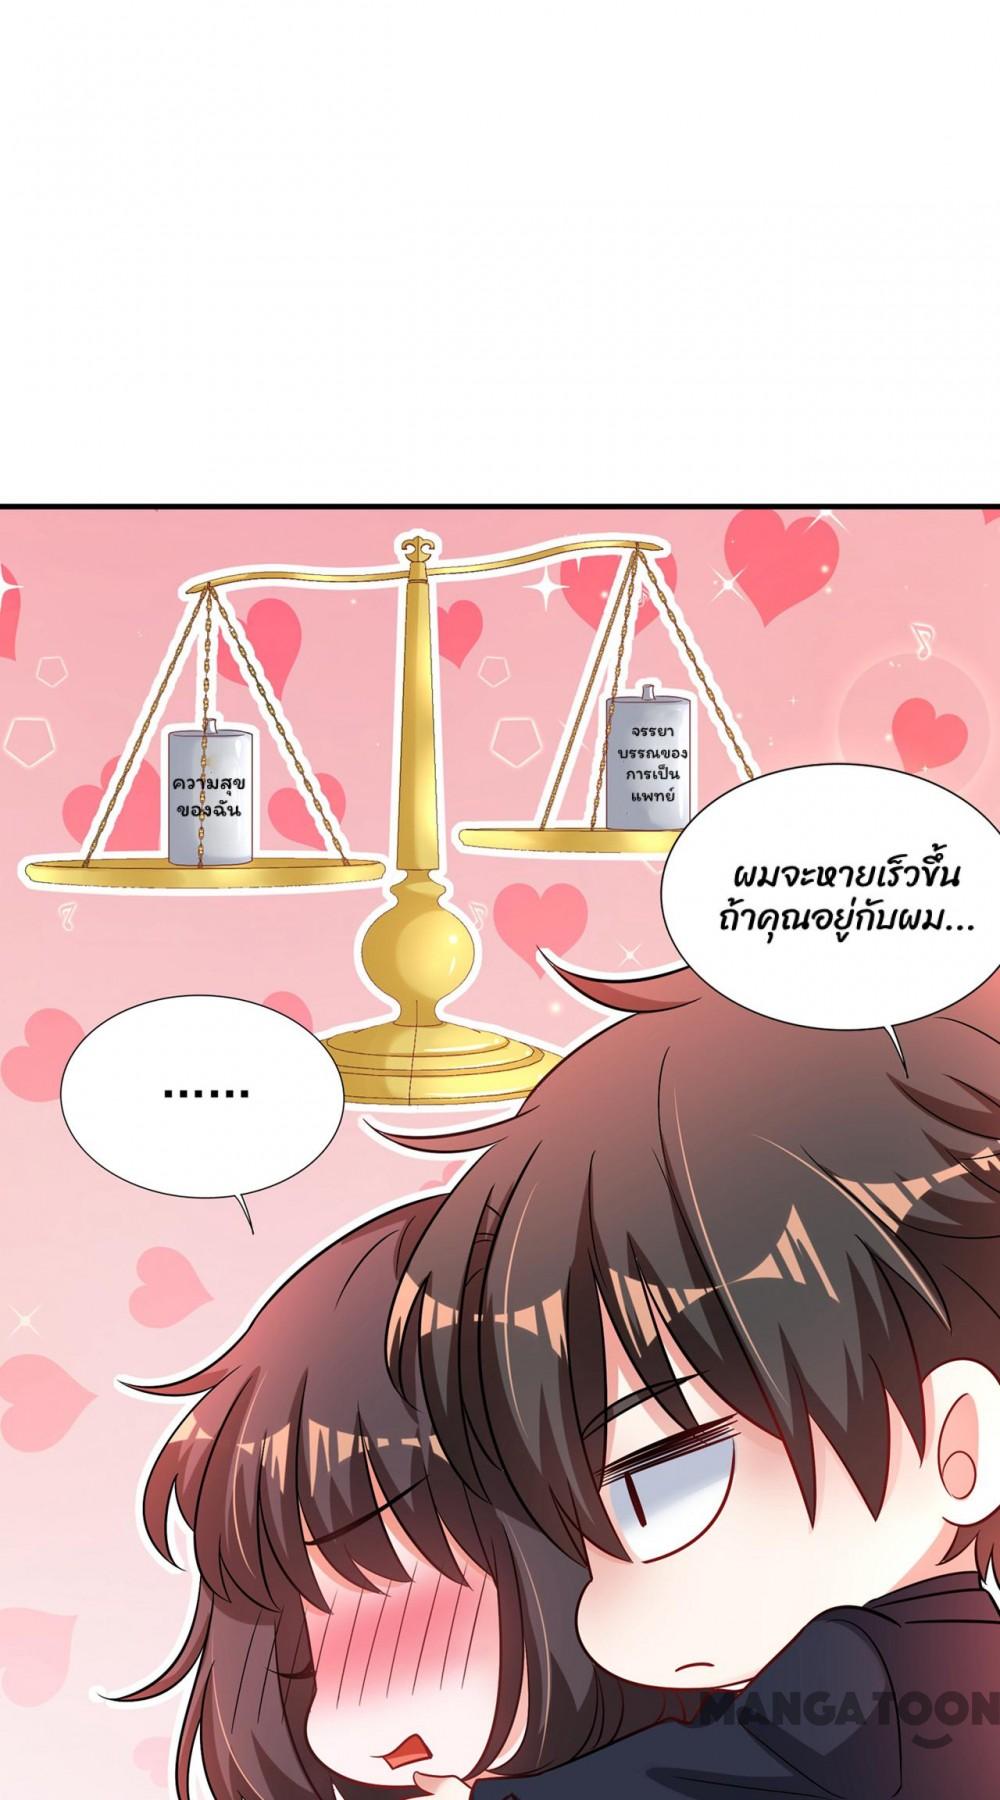 จรรยา
บรรณของ
การเป็น
แพทย์
ความสุข
ของฉัน
ผมจะหายเร็วขึ้น
ถ้าคุณอยู่กับผม...
......
MANGATOON